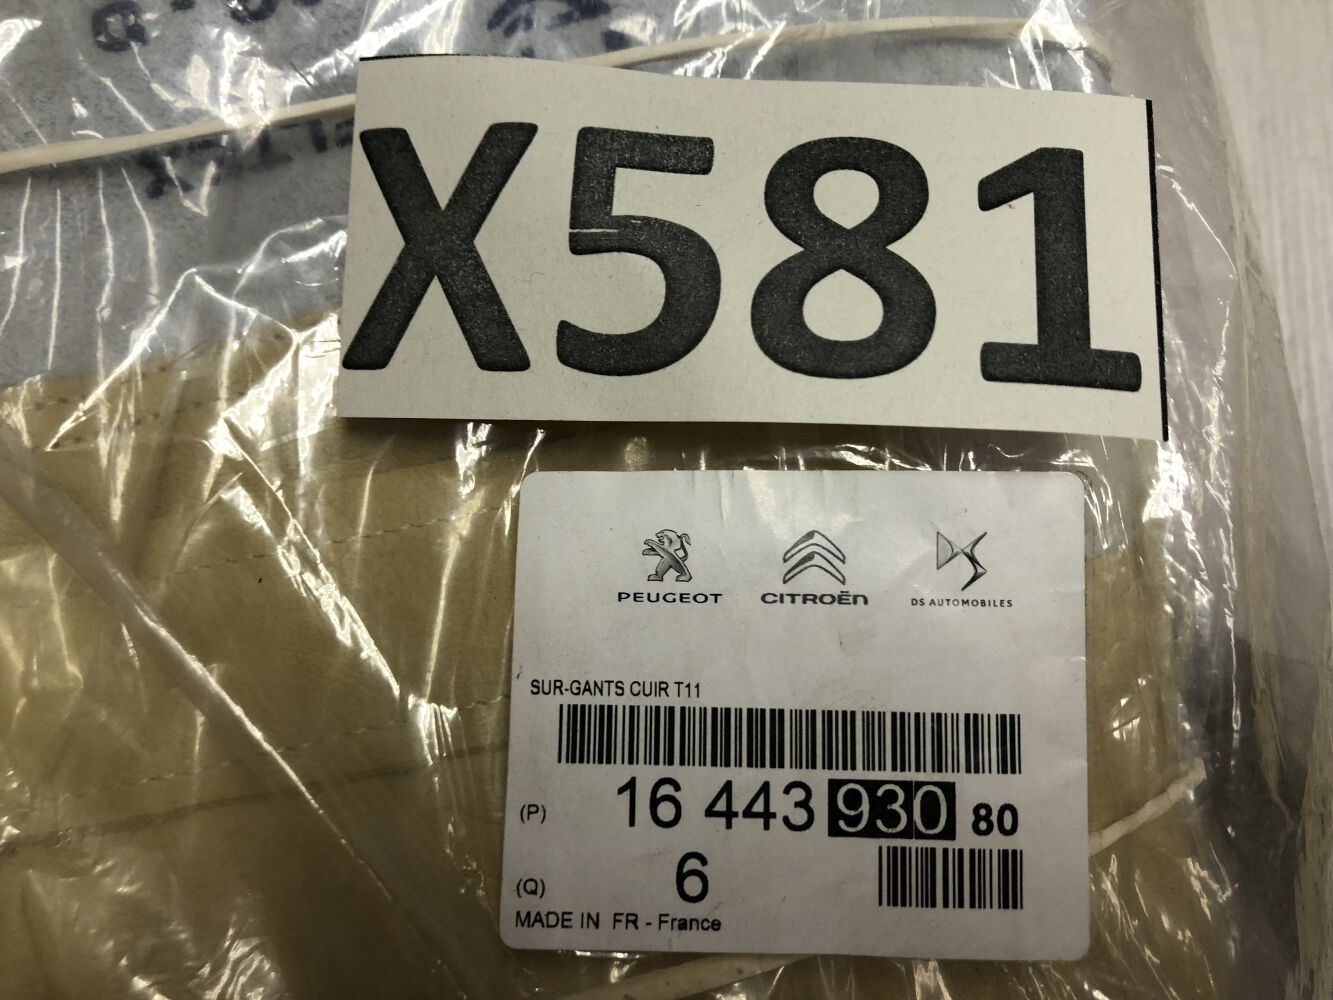 X581
PEUGEOT CITROËN DS AUTOMOBILES
SUR-GANTS CUIR T11
(P) 16 443 930 80
(Q) 6
MADE IN FR - France